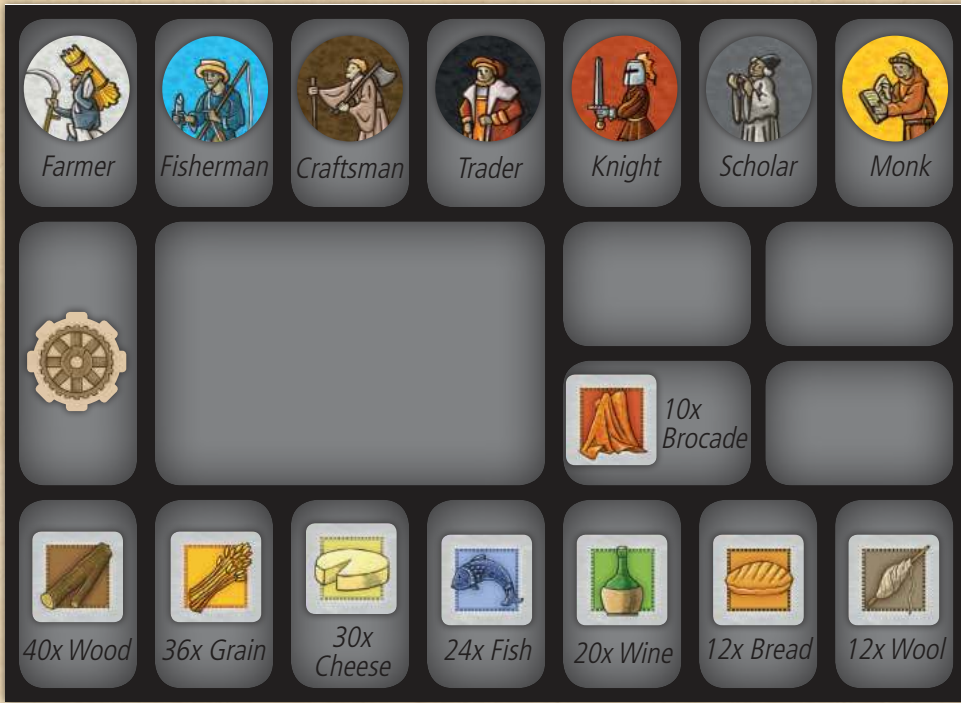 Farmer
Fisherman
Craftsman
Trader
Knight
Scholar
Monk
10x
Brocade
40x Wood
36x Grain
30x
Cheese
24x Fish
20x Wine
12x Bread
12x Wool